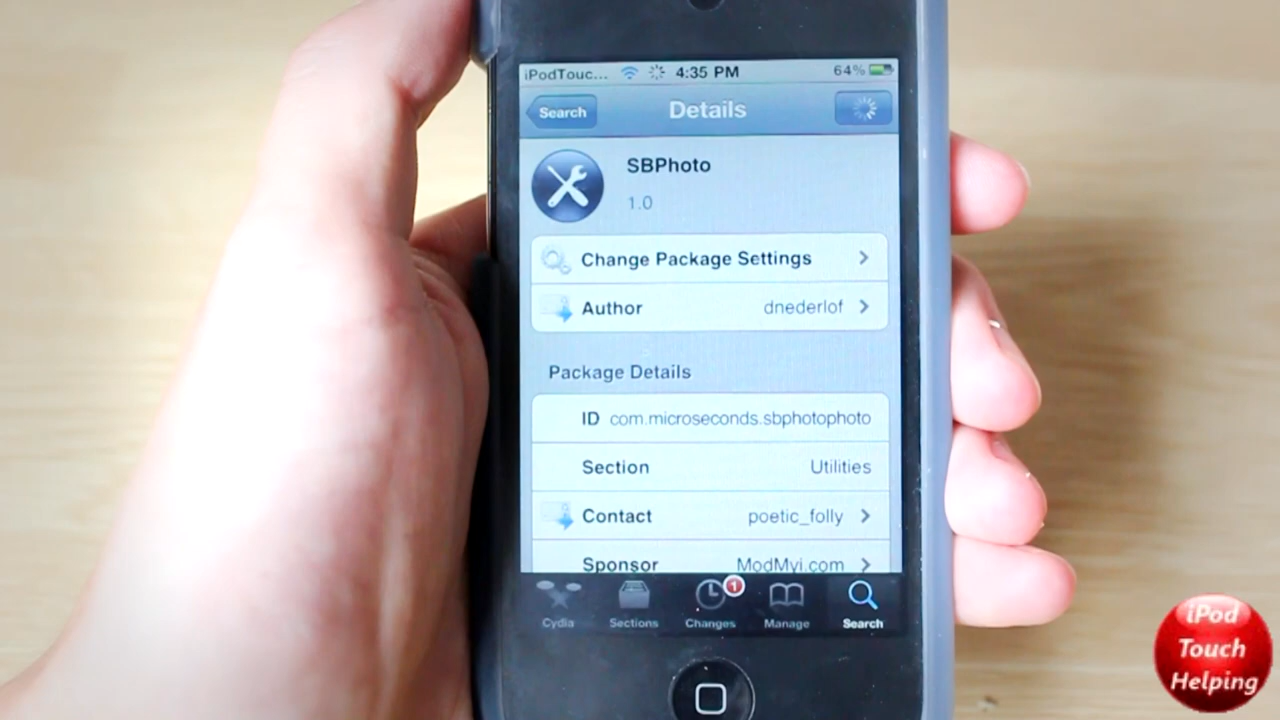 iPodTouc... 4:35 PM 64%
Search Details
SBPhoto
1.0
Change Package Settings
Author dnederlof
Package Details
ID com.microseconds.sbphotophoto
Section Utilities
Contact poetic_folly
Sponsor ModMyi.com
1
Cydia Sections Changes Manage Search
iPod
Touch
Helping